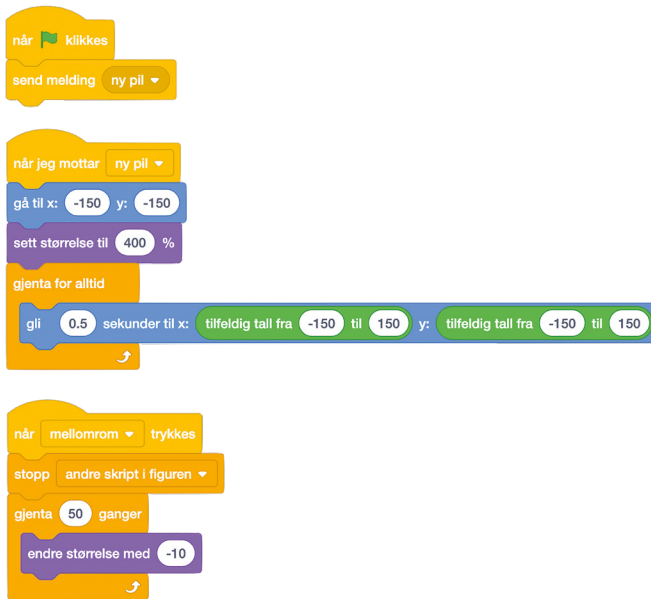 når klikkes
send melding ny pil
når jeg mottar ny pil
gå til x: -150 y: -150
sett størrelse til 400 %
gjenta for alltid
gli 0.5 sekunder til x: tilfeldig tall fra -150 til 150 y: tilfeldig tall fra -150 til 150
når mellomrom trykkes
stopp andre skript i figuren
gjenta 50 ganger
endre størrelse med -10